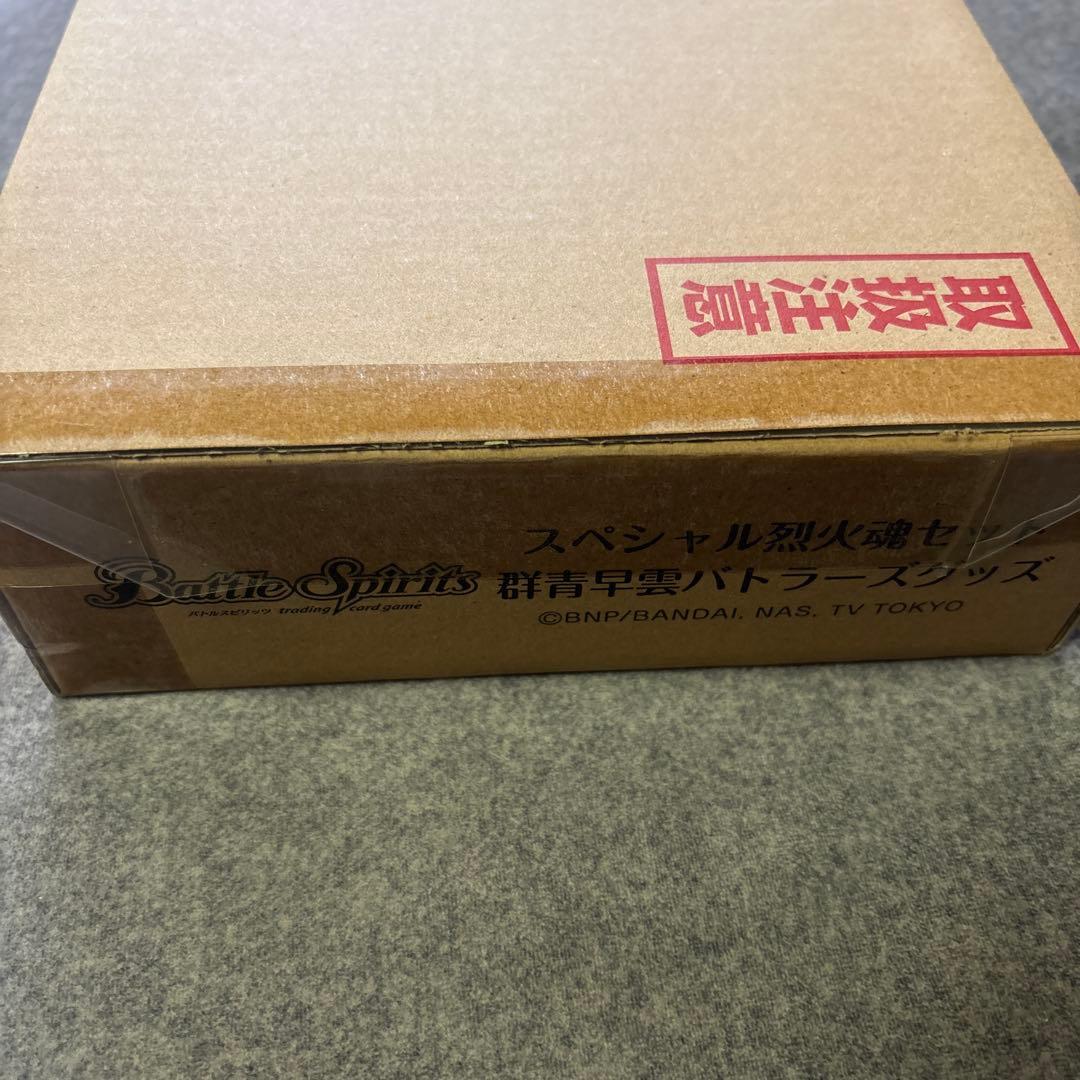 取扱注意
スペシャル烈火魂セット
Battle Spirits
バトルスピリッツ trading card game
群青早雲バトラーズグッズ
©BNP/BANDAI, NAS, TV TOKYO